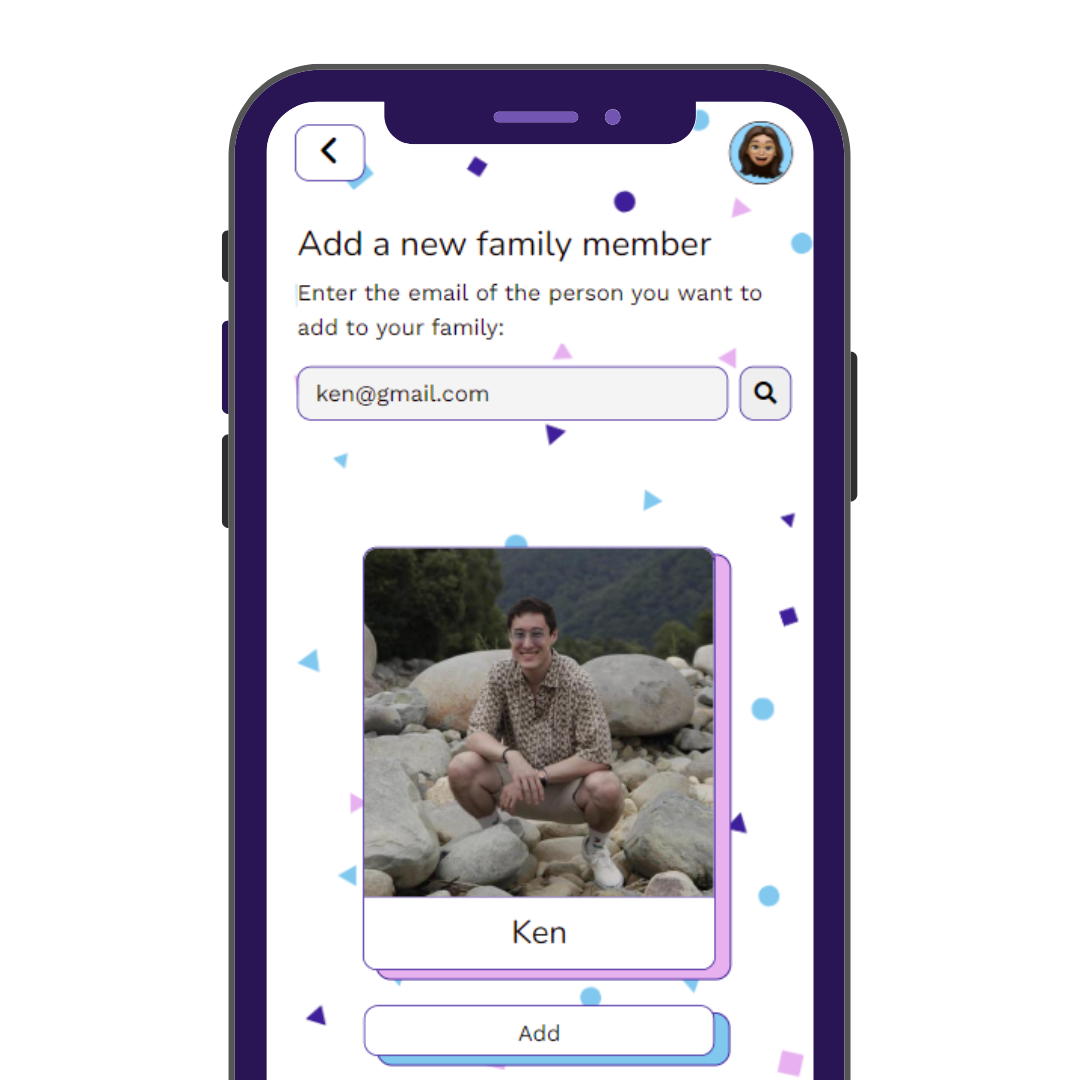 Add a new family member
Enter the email of the person you want to
add to your family:
ken@gmail.com
Ken
Add